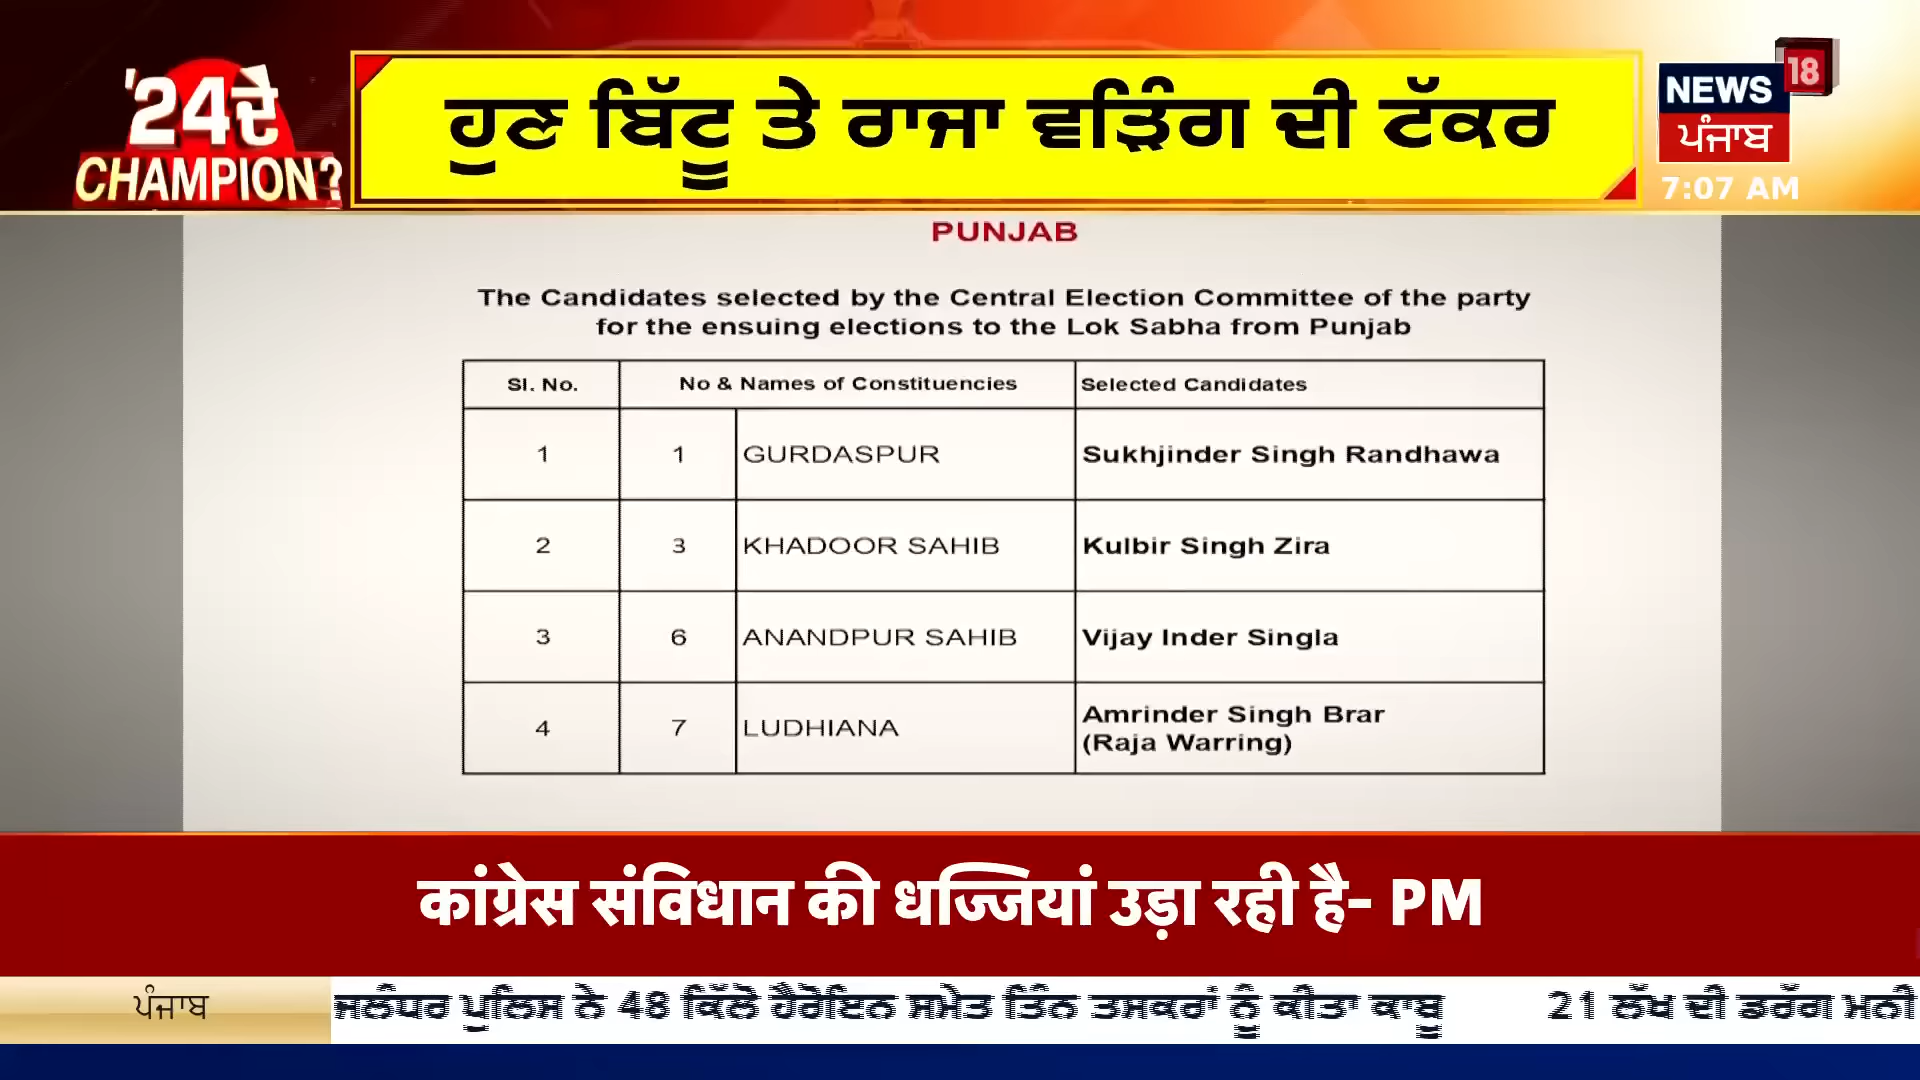 '24ਦੇ
CHAMPION?
ਹੁਣ ਬਿੱਟੂ ਤੇ ਰਾਜਾ ਵੜਿੰਗ ਦੀ ਟੱਕਰ
NEWS 18
ਪੰਜਾਬ
7:07 AM
PUNJAB
The Candidates selected by the Central Election Committee of the party
for the ensuing elections to the Lok Sabha from Punjab
SI. No. No & Names of Constituencies Selected Candidates
1 1 GURDASPUR Sukhjinder Singh Randhawa
2 3 KHADOOR SAHIB Kulbir Singh Zira
3 6 ANANDPUR SAHIB Vijay Inder Singla
4 7 LUDHIANA Amrinder Singh Brar
(Raja Warring)
कांग्रेस संविधान की धज्जियां उड़ा रही है- PM
ਪੰਜਾਬ ਜਲੰਧਰ ਪੁਲਿਸ ਨੇ 48 ਕਿੱਲੋ ਹੈਰੋਇਨ ਸਮੇਤ ਤਿੰਨ ਤਸਕਰਾਂ ਨੂੰ ਕੀਤਾ ਕਾਬੂ 21 ਲੱਖ ਦੀ ਡਰੱਗ ਮਨੀ